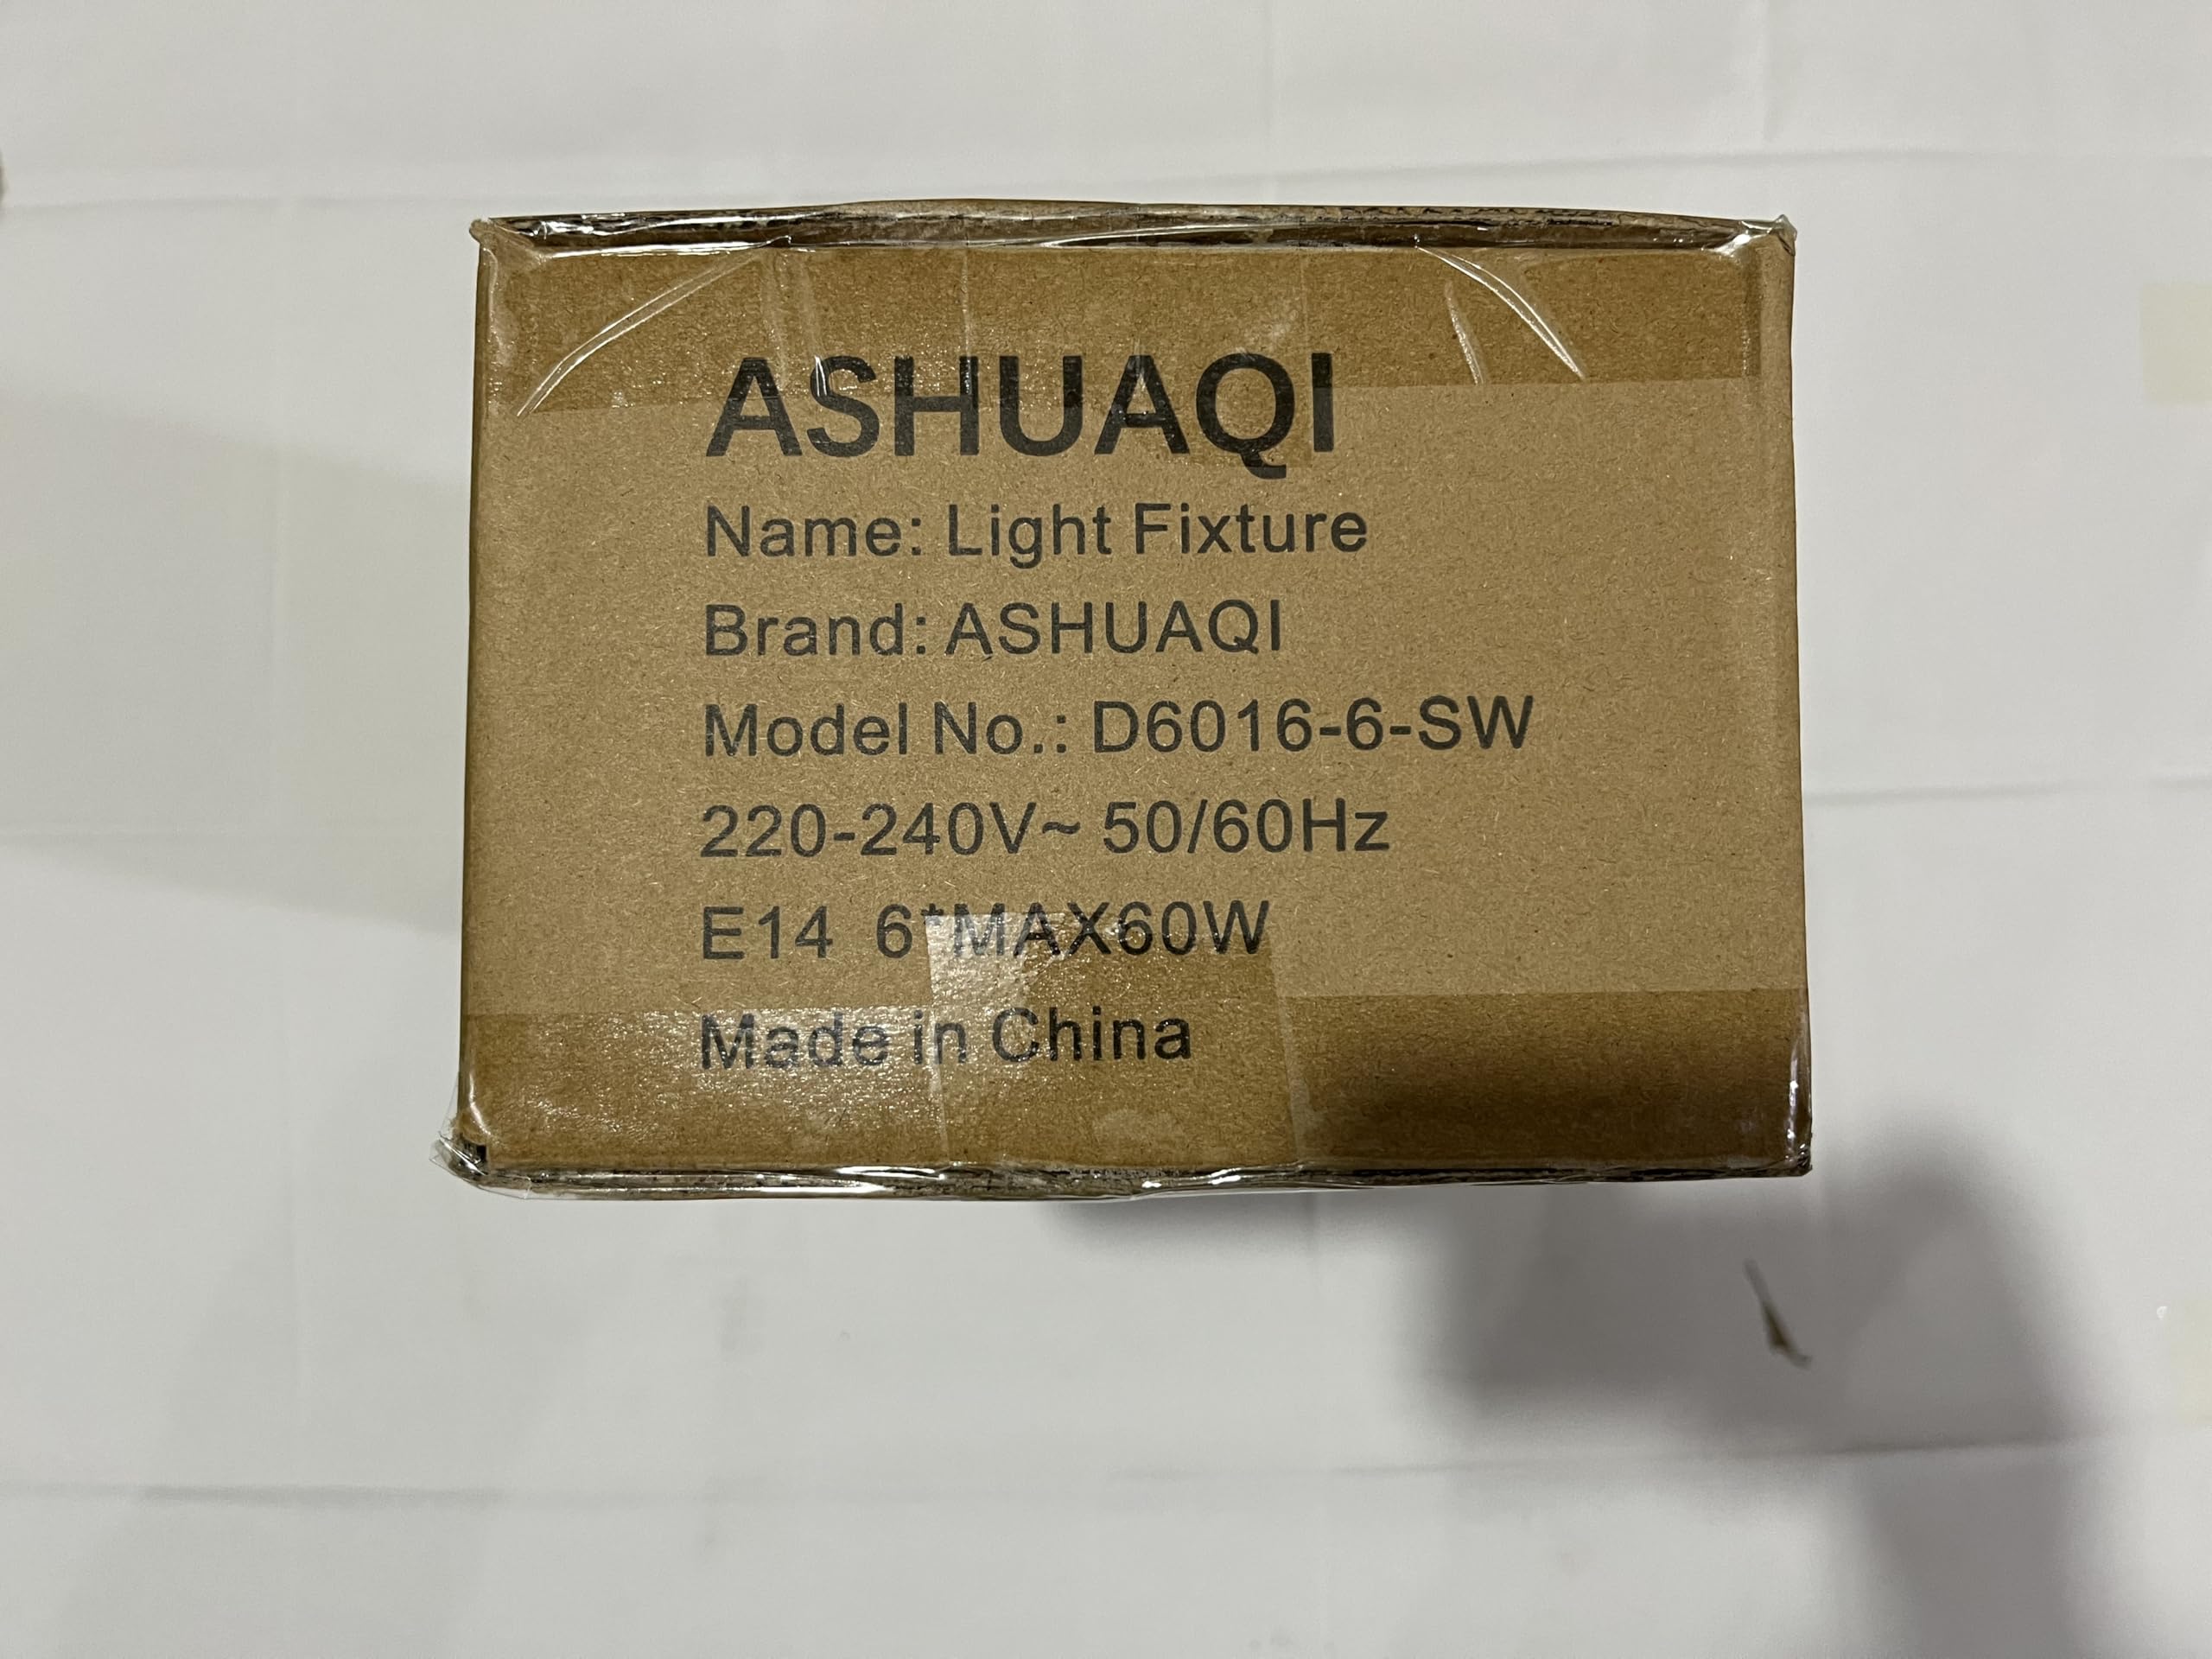 ASHUAQI
Name: Light Fixture
Brand: ASHUAQI
Model No.: D6016-6-SW
220-240V~ 50/60Hz
E14 6*MAX60W
Made in China